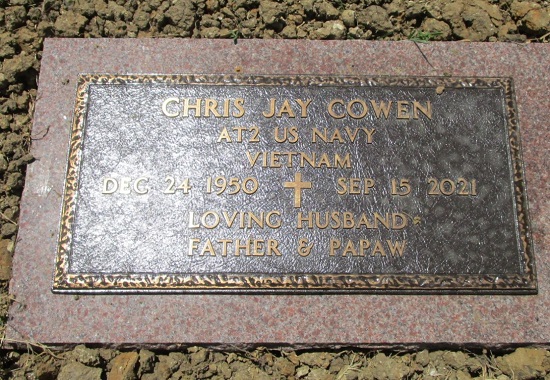 CHRIS JAY COWEN
AT2 US NAVY
VIETNAM
DEC 24 1950 SEP 15 2021
LOVING HUSBAND
FATHER & PAPAW